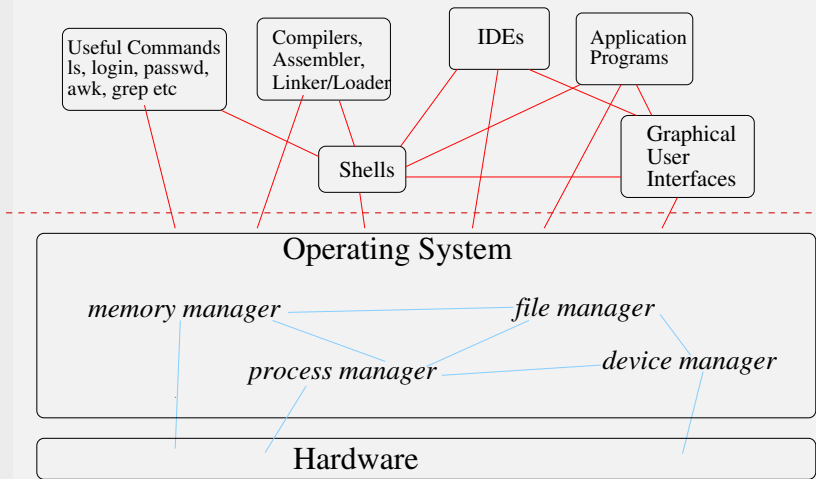 Useful Commands
ls, login, passwd,
awk, grep etc
Compilers,
Assembler,
Linker/Loader
IDEs
Application
Programs
Shells
Graphical
User
Interfaces
Operating System
memory manager
file manager
process manager
device manager
Hardware